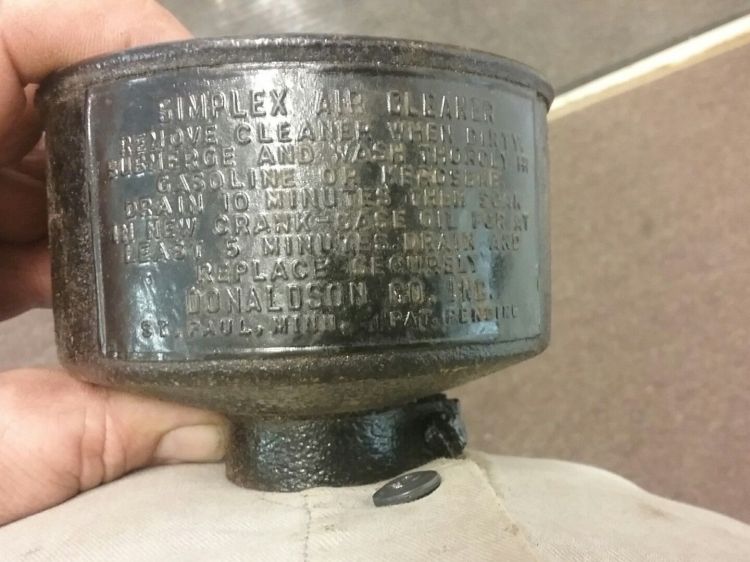 SIMPLEX AIR CLEANER
REMOVE CLEANER WHEN DIRTY.
SUBMERGE AND WASH THOROLY IN
GASOLINE OR KEROSENE
DRAIN 10 MINUTES THEN SOAK
IN NEW CRANK-CASE OIL FOR AT
LEAST 5 MINUTES. DRAIN AND
REPLACE SECURELY
DONALDSON CO. INC.
ST. PAUL, MINN. PAT. PENDING